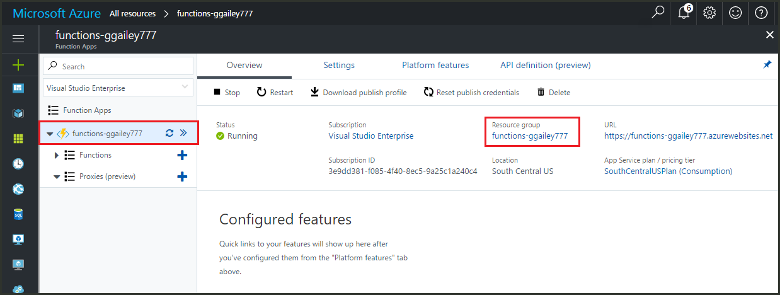 Microsoft Azure All resources > functions-ggailey777
6
functions-ggailey777
Function Apps
Search
Visual Studio Enterprise
Function Apps
functions-ggailey777
Functions
Proxies (preview)
Overview Settings Platform features API definition (preview)
Stop Restart Download publish profile Reset publish credentials Delete
Status Subscription Resource group URL
Running Visual Studio Enterprise functions-ggailey777 https://functions-ggailey777.azurewebsites.net
Subscription ID Location App Service plan / pricing tier
3e9dd381-f085-4f40-8ec5-9a25c1a240c4 South Central US SouthCentralUSPlan (Consumption)
Configured features
Quick links to your features will show up here after
you've configured them from the "Platform features" tab
above.